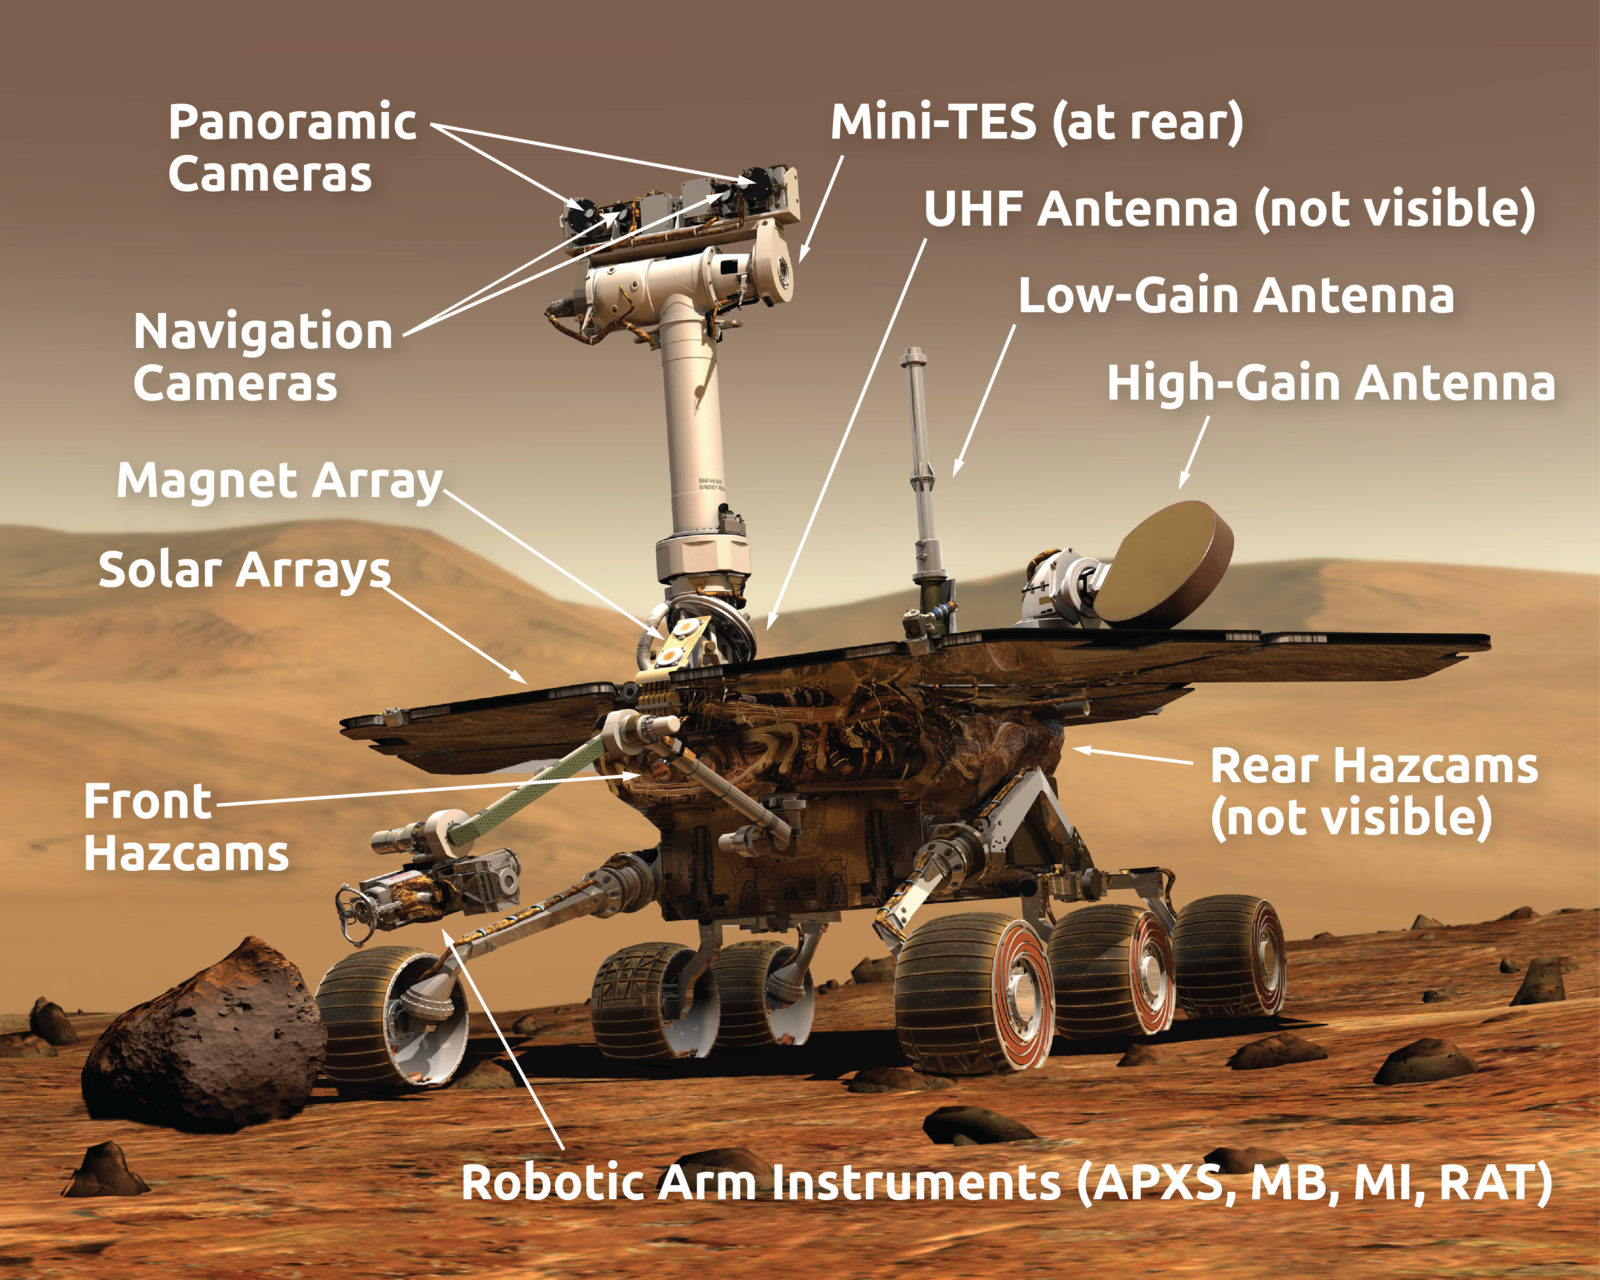 Panoramic
Cameras
Mini-TES (at rear)
UHF Antenna (not visible)
Low-Gain Antenna
High-Gain Antenna
Navigation
Cameras
Magnet Array
Solar Arrays
Front
Hazcams
Rear Hazcams
(not visible)
Robotic Arm Instruments (APXS, MB, MI, RAT)